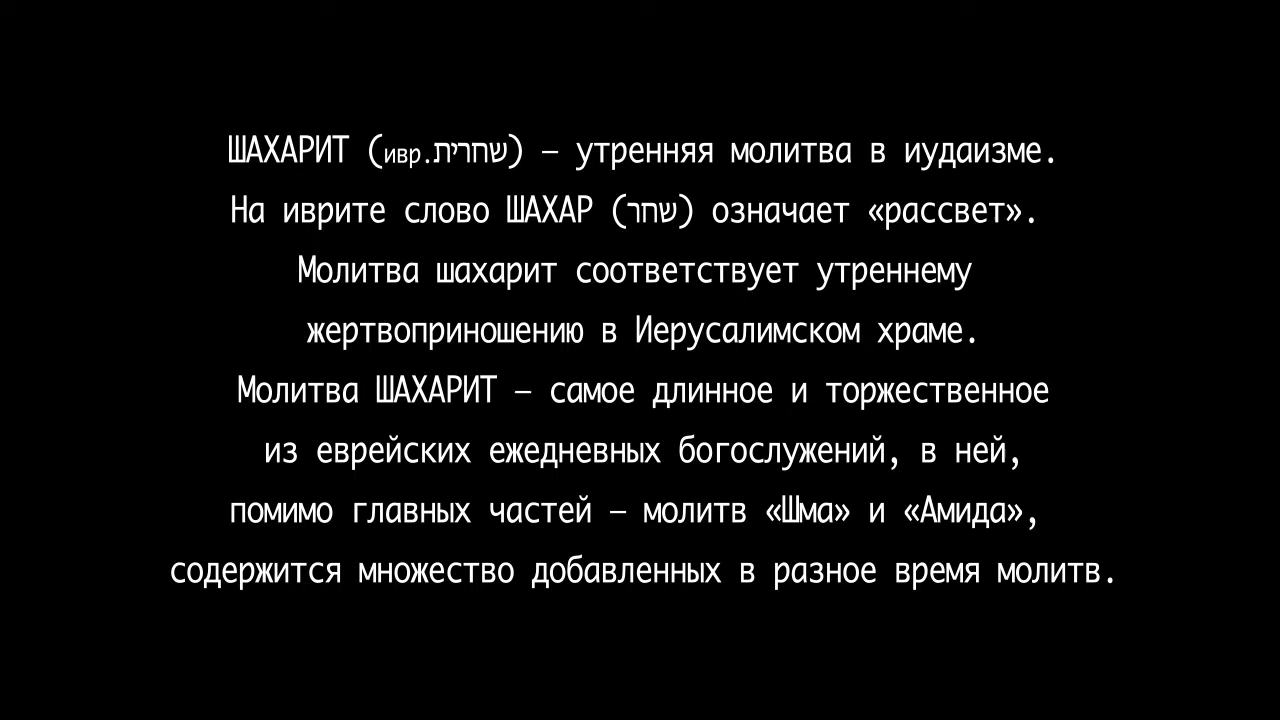 ШАХАРИТ (ивр.שחרית) – утренняя молитва в иудаизме.
На иврите слово ШАХАР (שחר) означает «рассвет».
Молитва шахарит соответствует утреннему
жертвоприношению в Иерусалимском храме.
Молитва ШАХАРИТ – самое длинное и торжественное
из еврейских ежедневных богослужений, в ней,
помимо главных частей – молитв «Шма» и «Амида»,
содержится множество добавленных в разное время молитв.